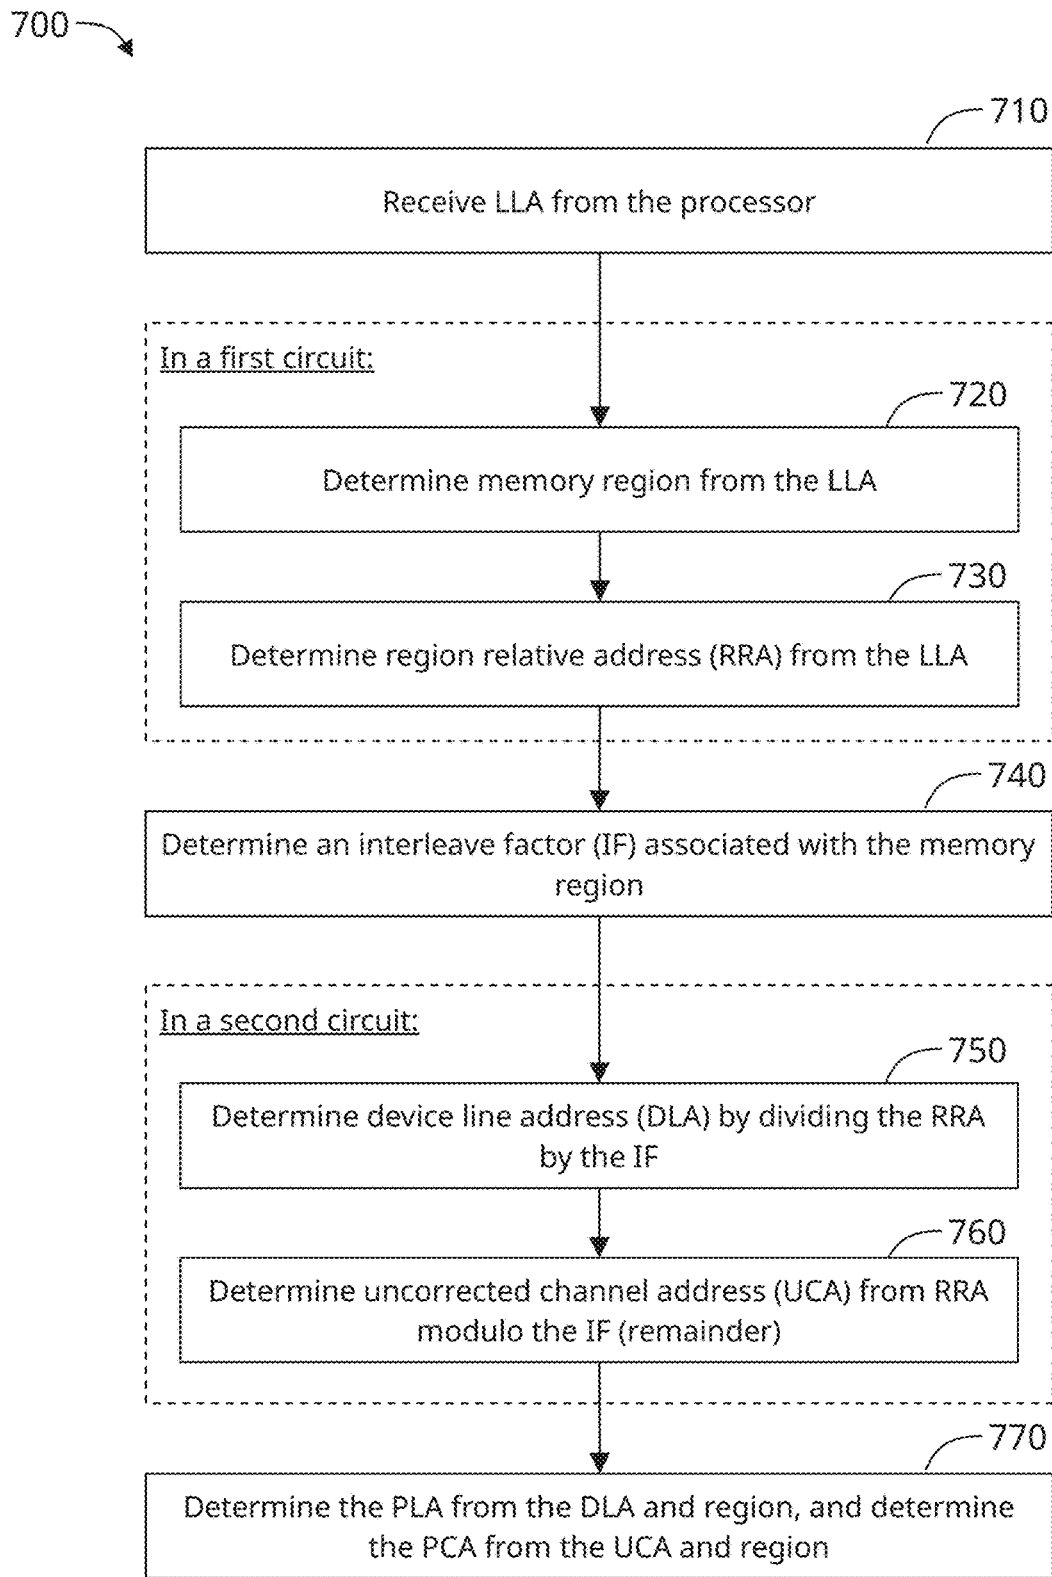 700
710
Receive LLA from the processor
In a first circuit:
720
Determine memory region from the LLA
730
Determine region relative address (RRA) from the LLA
740
Determine an interleave factor (IF) associated with the memory
region
In a second circuit:
750
Determine device line address (DLA) by dividing the RRA
by the IF
760
Determine uncorrected channel address (UCA) from RRA
modulo the IF (remainder)
770
Determine the PLA from the DLA and region, and determine
the PCA from the UCA and region